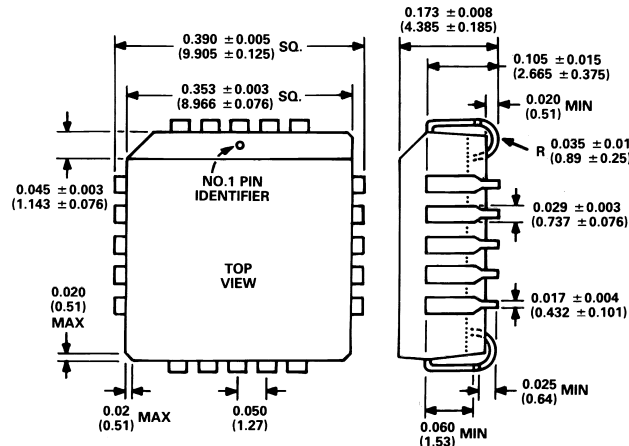 0.390 ±0.005 SQ.
(9.905 ±0.125)
0.353 ±0.003 SQ.
(8.966 ±0.076)
0.173 ±0.008
(4.385 ±0.185)
0.105 ±0.015
(2.665 ±0.375)
0.020 MIN
(0.51)
R 0.035 ±0.01
(0.89 ±0.25)
NO.1 PIN
IDENTIFIER
0.045 ±0.003
(1.143 ±0.076)
0.029 ±0.003
(0.737 ±0.076)
TOP
VIEW
0.020
(0.51)
MAX
0.017 ±0.004
(0.432 ±0.101)
0.02 MAX
(0.51)
0.050
(1.27)
0.025 MIN
(0.64)
0.060 MIN
(1.53)